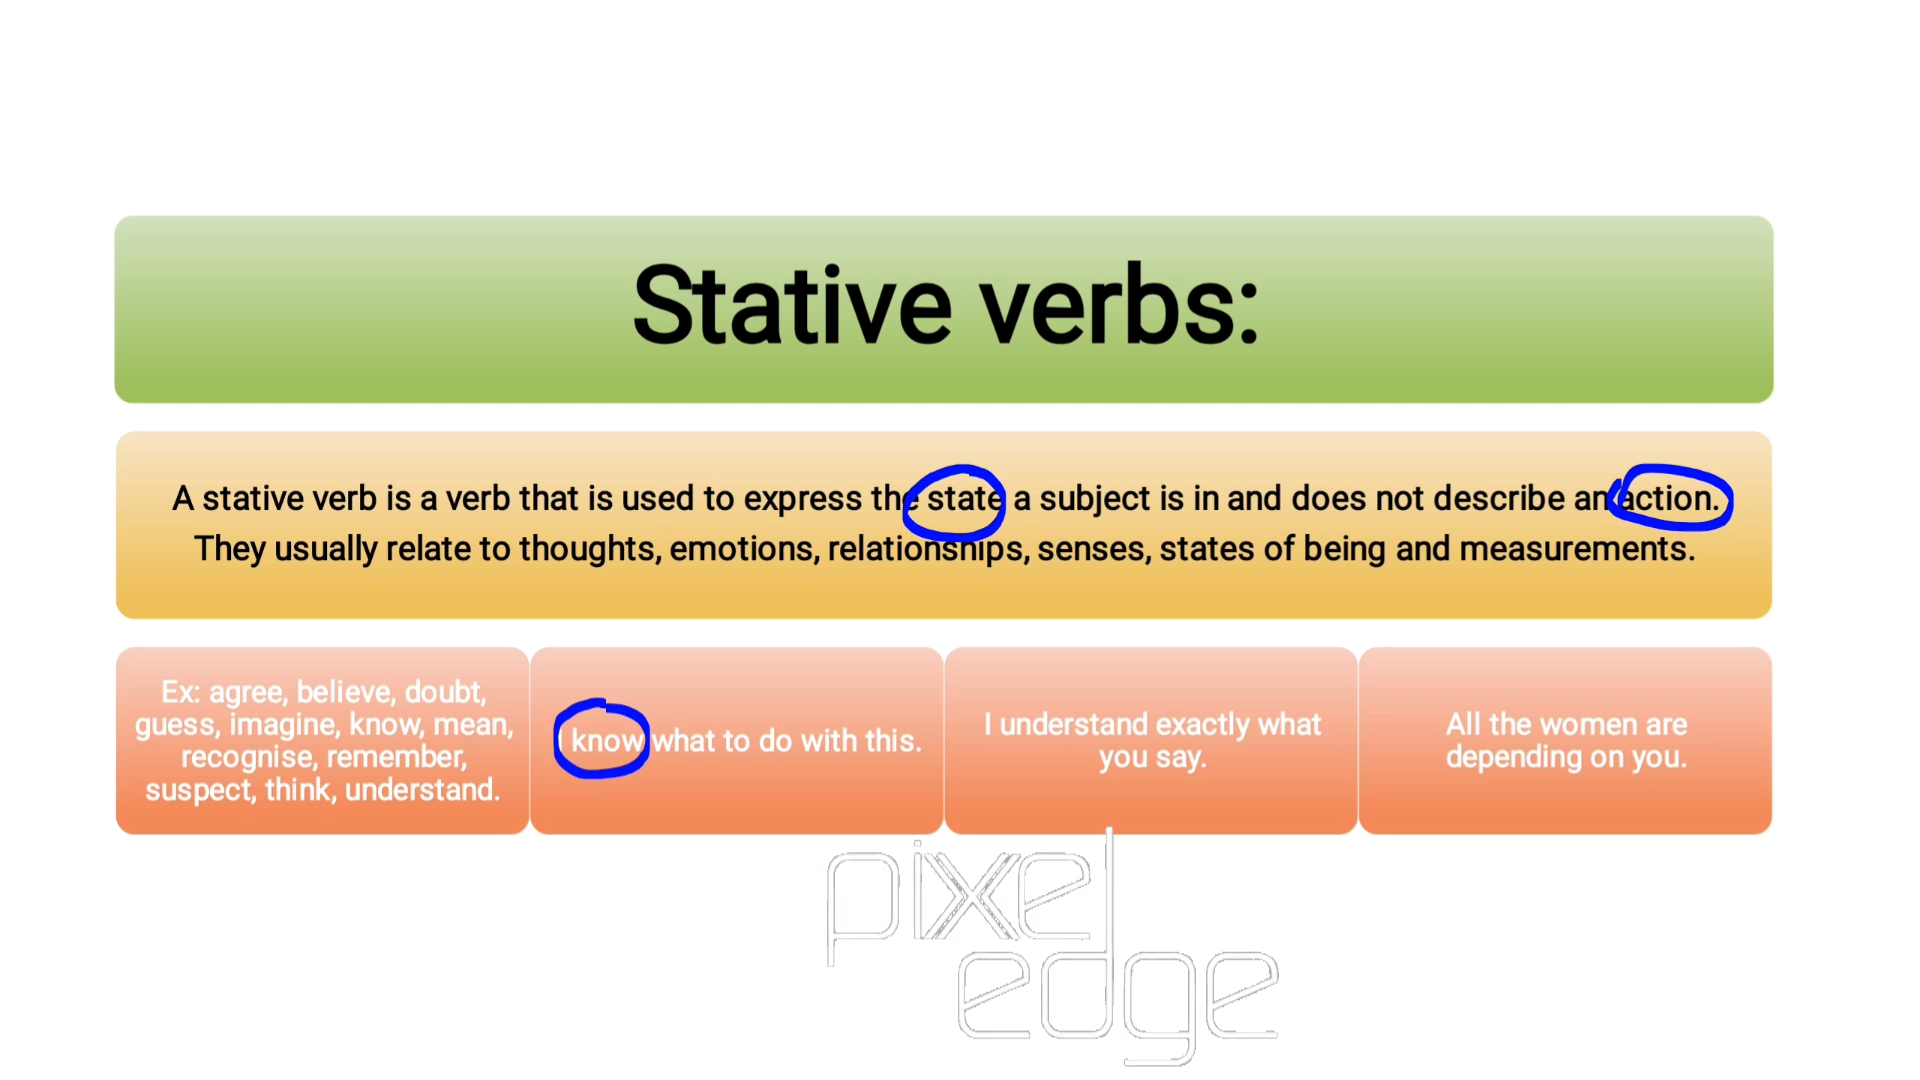 Stative verbs:
A stative verb is a verb that is used to express the state a subject is in and does not describe an action.
They usually relate to thoughts, emotions, relationships, senses, states of being and measurements.
Ex: agree, believe, doubt,
guess, imagine, know, mean,
recognise, remember,
suspect, think, understand.
I know what to do with this.
I understand exactly what
you say.
All the women are
depending on you.
pixel
edge